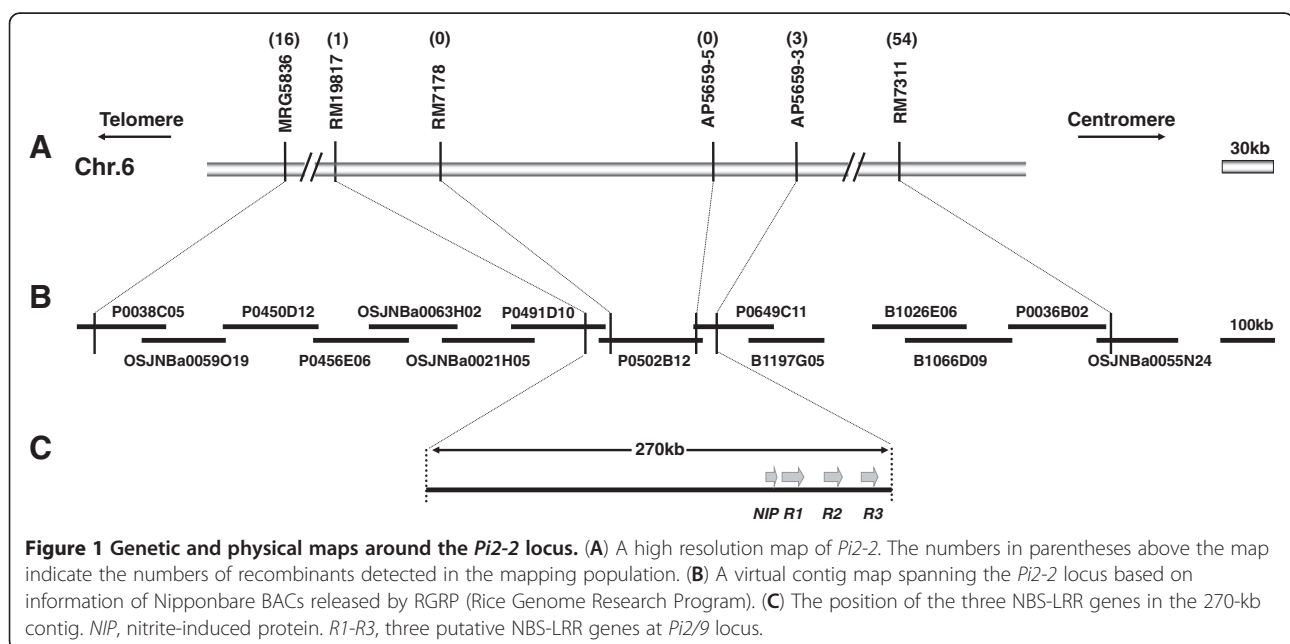 (16) (1) (0) (0) (3) (54)
MRG5836 RM19817 RM7178 AP5659-5 AP5659-3 RM7311
Telomere Centromere
A
Chr.6 30kb
B
P0038C05 P0450D12 OSJNBa0063H02 P0491D10 P0649C11 B1026E06 P0036B02 100kb
OSJNBa0059O19 P0456E06 OSJNBa0021H05 P0502B12 B1197G05 B1066D09 OSJNBa0055N24
C
270kb
NIP R1 R2 R3
Figure 1 Genetic and physical maps around the Pi2-2 locus. (A) A high resolution map of Pi2-2. The numbers in parentheses above the map
indicate the numbers of recombinants detected in the mapping population. (B) A virtual contig map spanning the Pi2-2 locus based on
information of Nipponbare BACs released by RGRP (Rice Genome Research Program). (C) The position of the three NBS-LRR genes in the 270-kb
contig. NIP, nitrite-induced protein. R1-R3, three putative NBS-LRR genes at Pi2/9 locus.